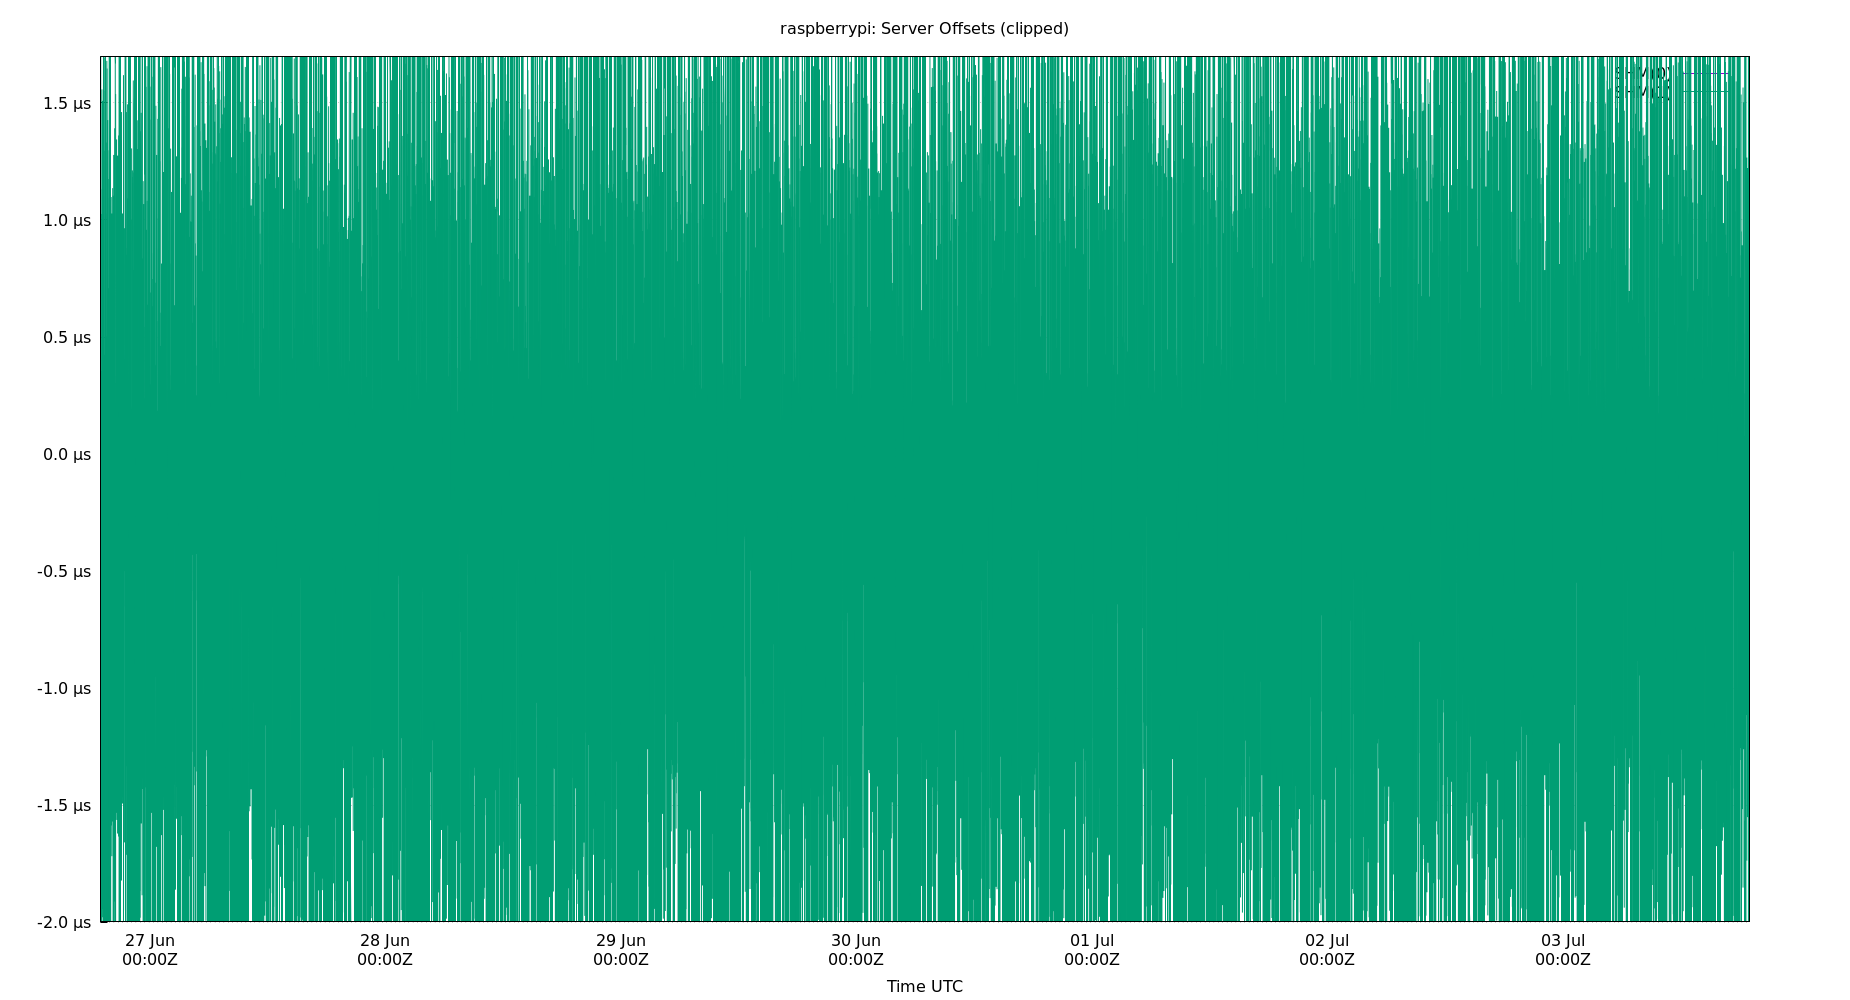 raspberrypi: Server Offsets (clipped)
SHM(0)
1.5 µs
1.0 µs
0.5 µs
0.0 µs
-0.5 µs
-1.0 µs
-1.5 µs
-2.0 µs
27 Jun 28 Jun 29 Jun 30 Jun 01 Jul 02 Jul 03 Jul
00:00Z 00:00Z 00:00Z 00:00Z 00:00Z 00:00Z 00:00Z
Time UTC